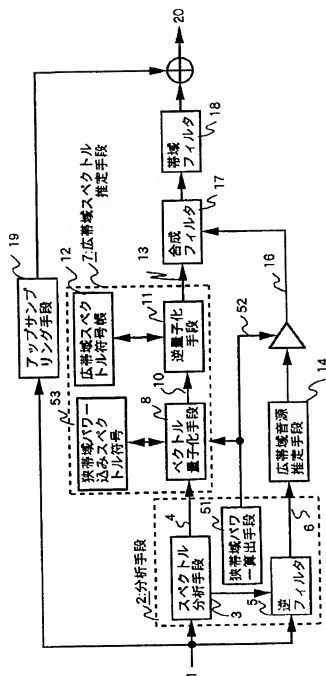 1
2:分析手段
スペクトル
分析手段
3
4
逆
フィルタ
5
6
狭帯域パワ
ー算出手段
51
52
53
狭帯域パワー
込みスペク
トル符号
ベクトル
量子化手段
8
10
7:広帯域スペクトル
推定手段
12
広帯域スペク
トル符号帳
逆量子化
手段
11
13
広帯域音源
推定手段
14
16
合成フィルタ
17
帯域フィルタ
18
アップサンプ
リング手段
19
20